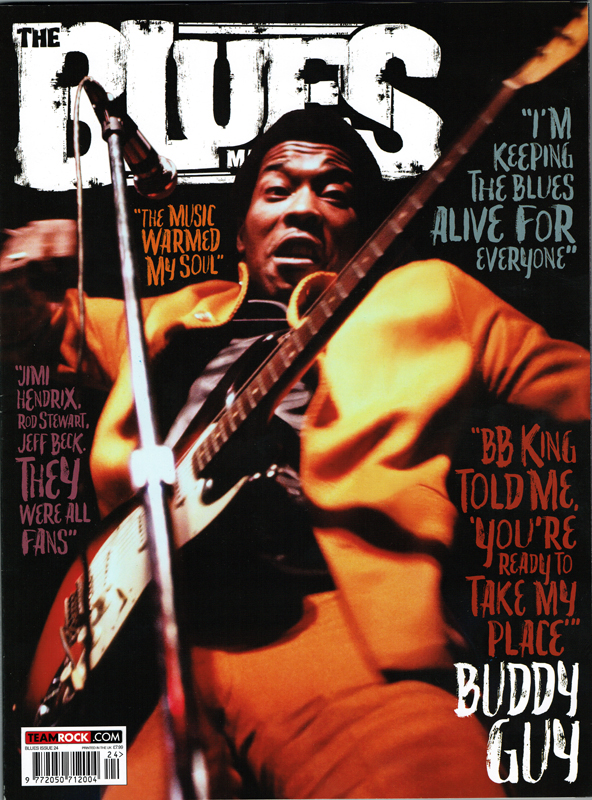 THE
BLUES
"I'M
KEEPING
THE BLUES
ALIVE FOR
EVERYONE"
"THE MUSIC
WARMED
MY SOUL"
"JIMI
HENDRIX,
ROD STEWART,
JEFF BECK.
THEY
WERE ALL
FANS"
"BB KING
TOLD ME,
'YOU'RE
READY TO
TAKE MY
PLACE'"
BUDDY
GUY
TEAMROCK.COM
BLUES ISSUE 24 PRINTED IN THE UK £7.99
24>
9 772050 712004